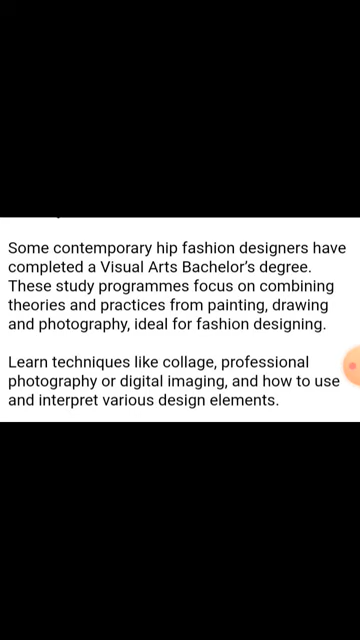 Some contemporary hip fashion designers have
completed a Visual Arts Bachelor’s degree.
These study programmes focus on combining
theories and practices from painting, drawing
and photography, ideal for fashion designing.
Learn techniques like collage, professional
photography or digital imaging, and how to use
and interpret various design elements.